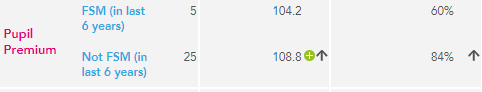 FSM (in last 5 104.2 60%
6 years)
Pupil
Premium
Not FSM (in 25 108.8 84%
last 6 years)